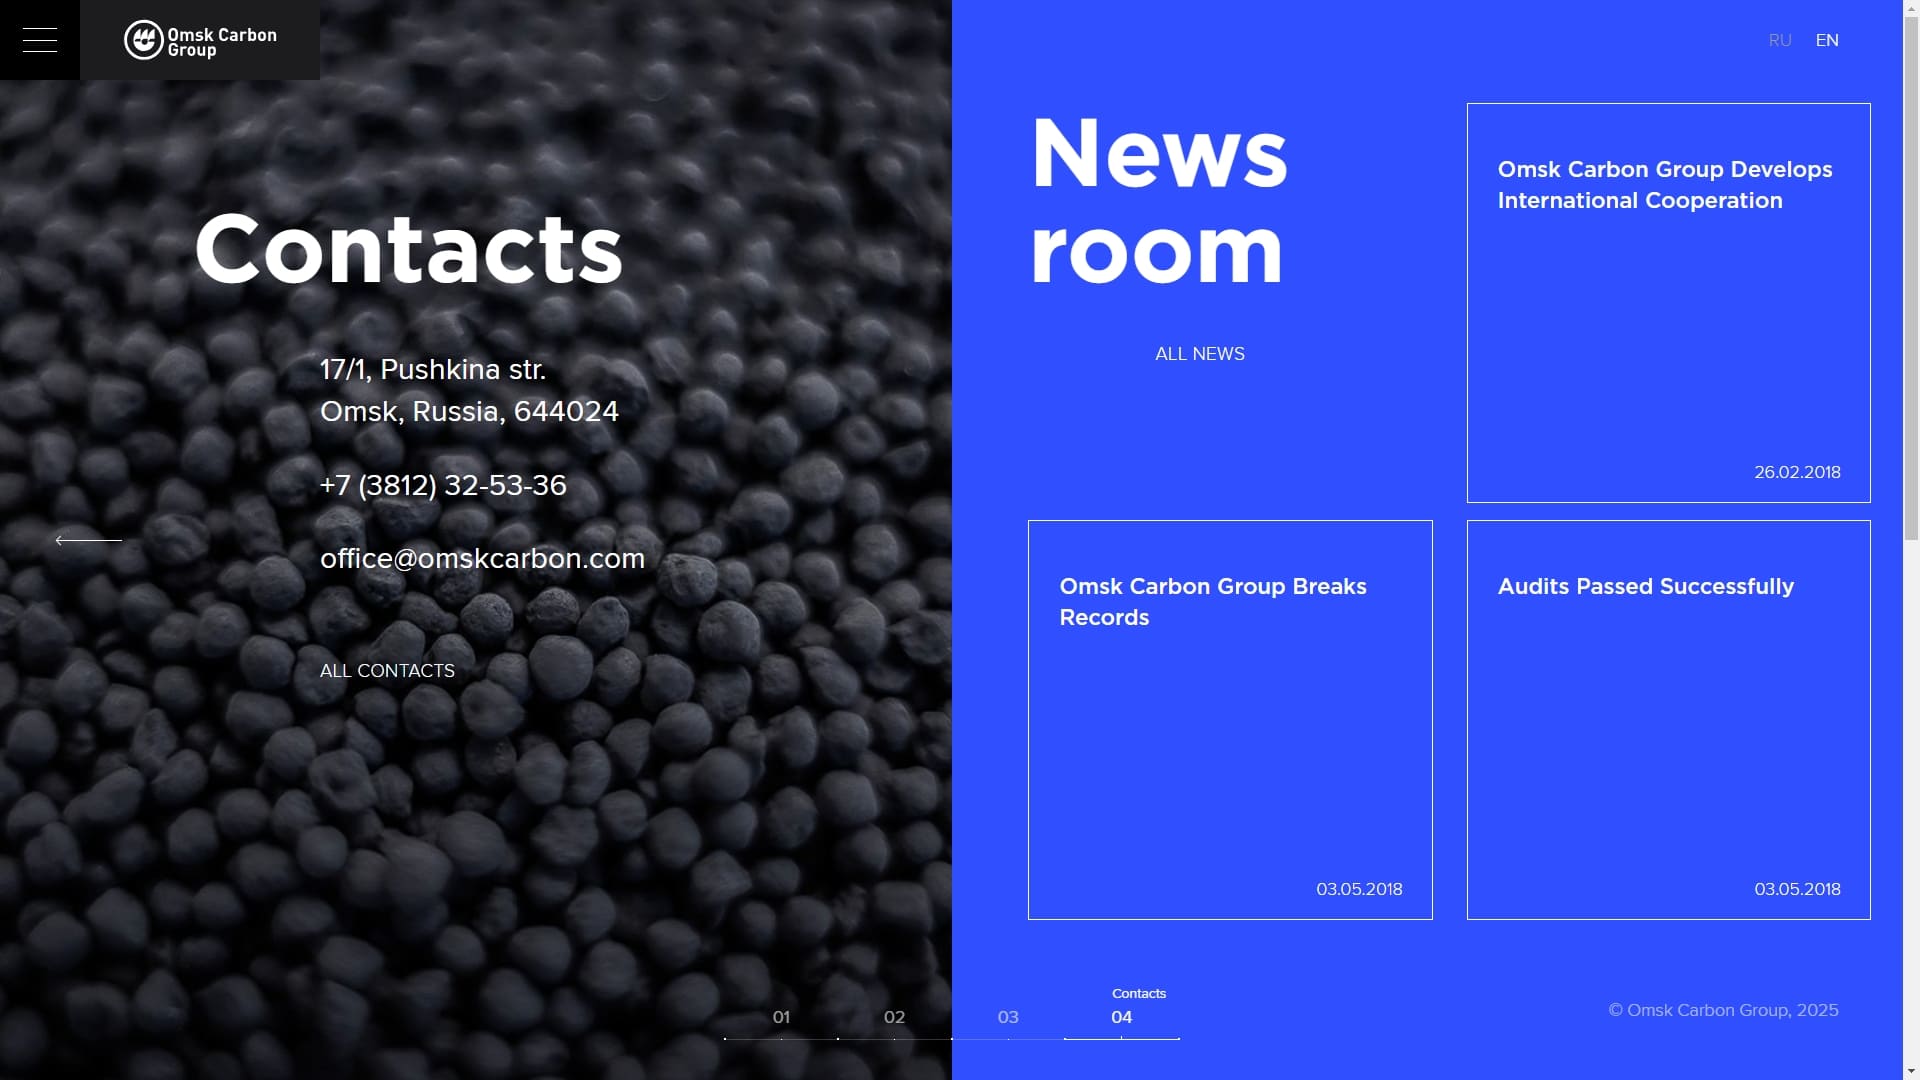 Omsk Carbon
Group
RU EN
Contacts
17/1, Pushkina str.
Omsk, Russia, 644024
+7 (3812) 32-53-36
office@omskcarbon.com
ALL CONTACTS
News
room
ALL NEWS
Omsk Carbon Group Develops
International Cooperation
26.02.2018
Omsk Carbon Group Breaks
Records
03.05.2018
Audits Passed Successfully
03.05.2018
Contacts
01 02 03 04
© Omsk Carbon Group, 2025